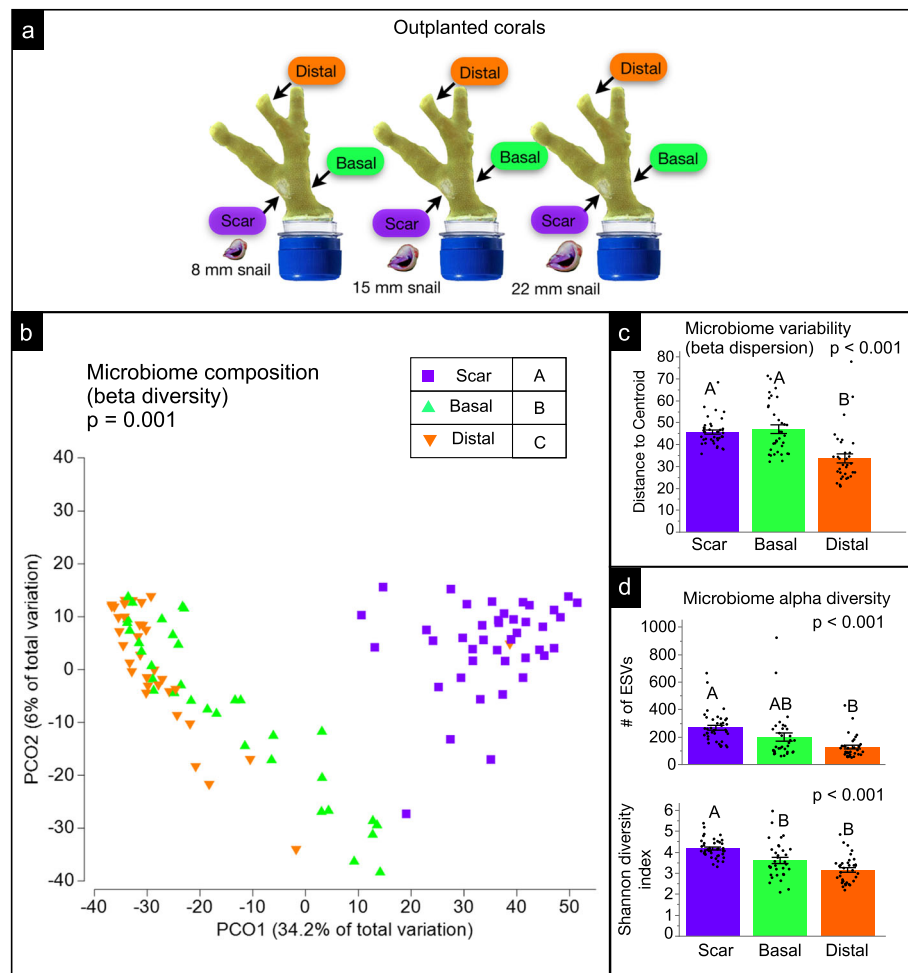 a
Outplanted corals
Distal
Distal
Distal
Basal
Basal
Basal
Scar
Scar
Scar
8 mm snail
15 mm snail
22 mm snail
b
Microbiome composition
(beta diversity)
p = 0.001
Scar A
Basal B
Distal C
40
30
20
10
0
-10
-20
-30
-40
PCO2 (6% of total variation)
-40 -30 -20 -10 0 10 20 30 40 50
PCO1 (34.2% of total variation)
c
Microbiome variability
(beta dispersion) p < 0.001
80
70
60
50
40
30
20
10
0
Distance to Centroid
A
A
B
Scar Basal Distal
d
Microbiome alpha diversity
p < 0.001
1000
800
600
400
200
0
# of ESVs
A
AB
B
p < 0.001
6
5
4
3
2
1
0
Shannon diversity
index
A
B
B
Scar Basal Distal